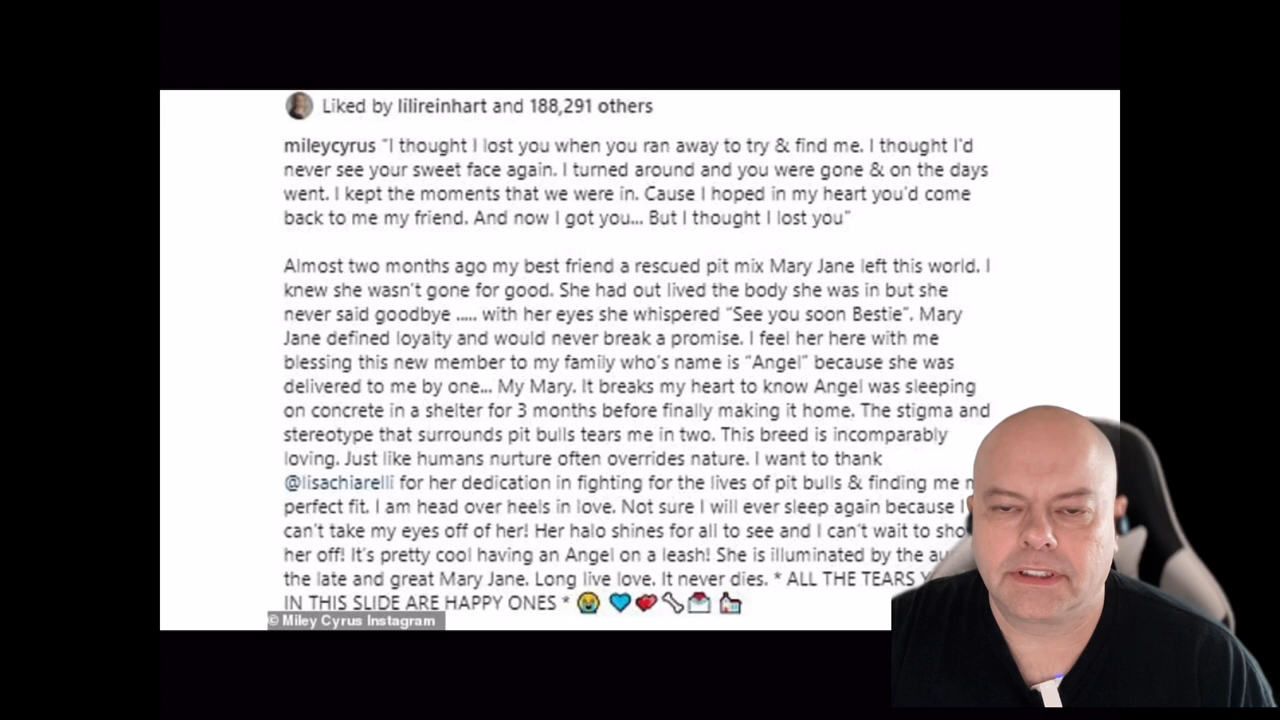 Liked by lilireinhart and 188,291 others
mileycyrus "I thought I lost you when you ran away to try & find me. I thought I'd
never see your sweet face again. I turned around and you were gone & on the days
went. I kept the moments that we were in. Cause I hoped in my heart you'd come
back to me my friend. And now I got you... But I thought I lost you"
Almost two months ago my best friend a rescued pit mix Mary Jane left this world. I
knew she wasn't gone for good. She had out lived the body she was in but she
never said goodbye ..... with her eyes she whispered "See you soon Bestie". Mary
Jane defined loyalty and would never break a promise. I feel her here with me
blessing this new member to my family who's name is "Angel" because she was
delivered to me by one... My Mary. It breaks my heart to know Angel was sleeping
on concrete in a shelter for 3 months before finally making it home. The stigma and
stereotype that surrounds pit bulls tears me in two. This breed is incomparably
loving. Just like humans nurture often overrides nature. I want to thank
@lisachiarelli for her dedication in fighting for the lives of pit bulls & finding me
perfect fit. I am head over heels in love. Not sure I will ever sleep again because I
can't take my eyes off of her! Her halo shines for all to see and I can't wait to
her off! It's pretty cool having an Angel on a leash! She is illuminated by the
the late and great Mary Jane. Long live love. It never dies. * ALL THE TEARS
IN THIS SLIDE ARE HAPPY ONES * 😭 💙💕🦴💌🏠
© Miley Cyrus Instagram